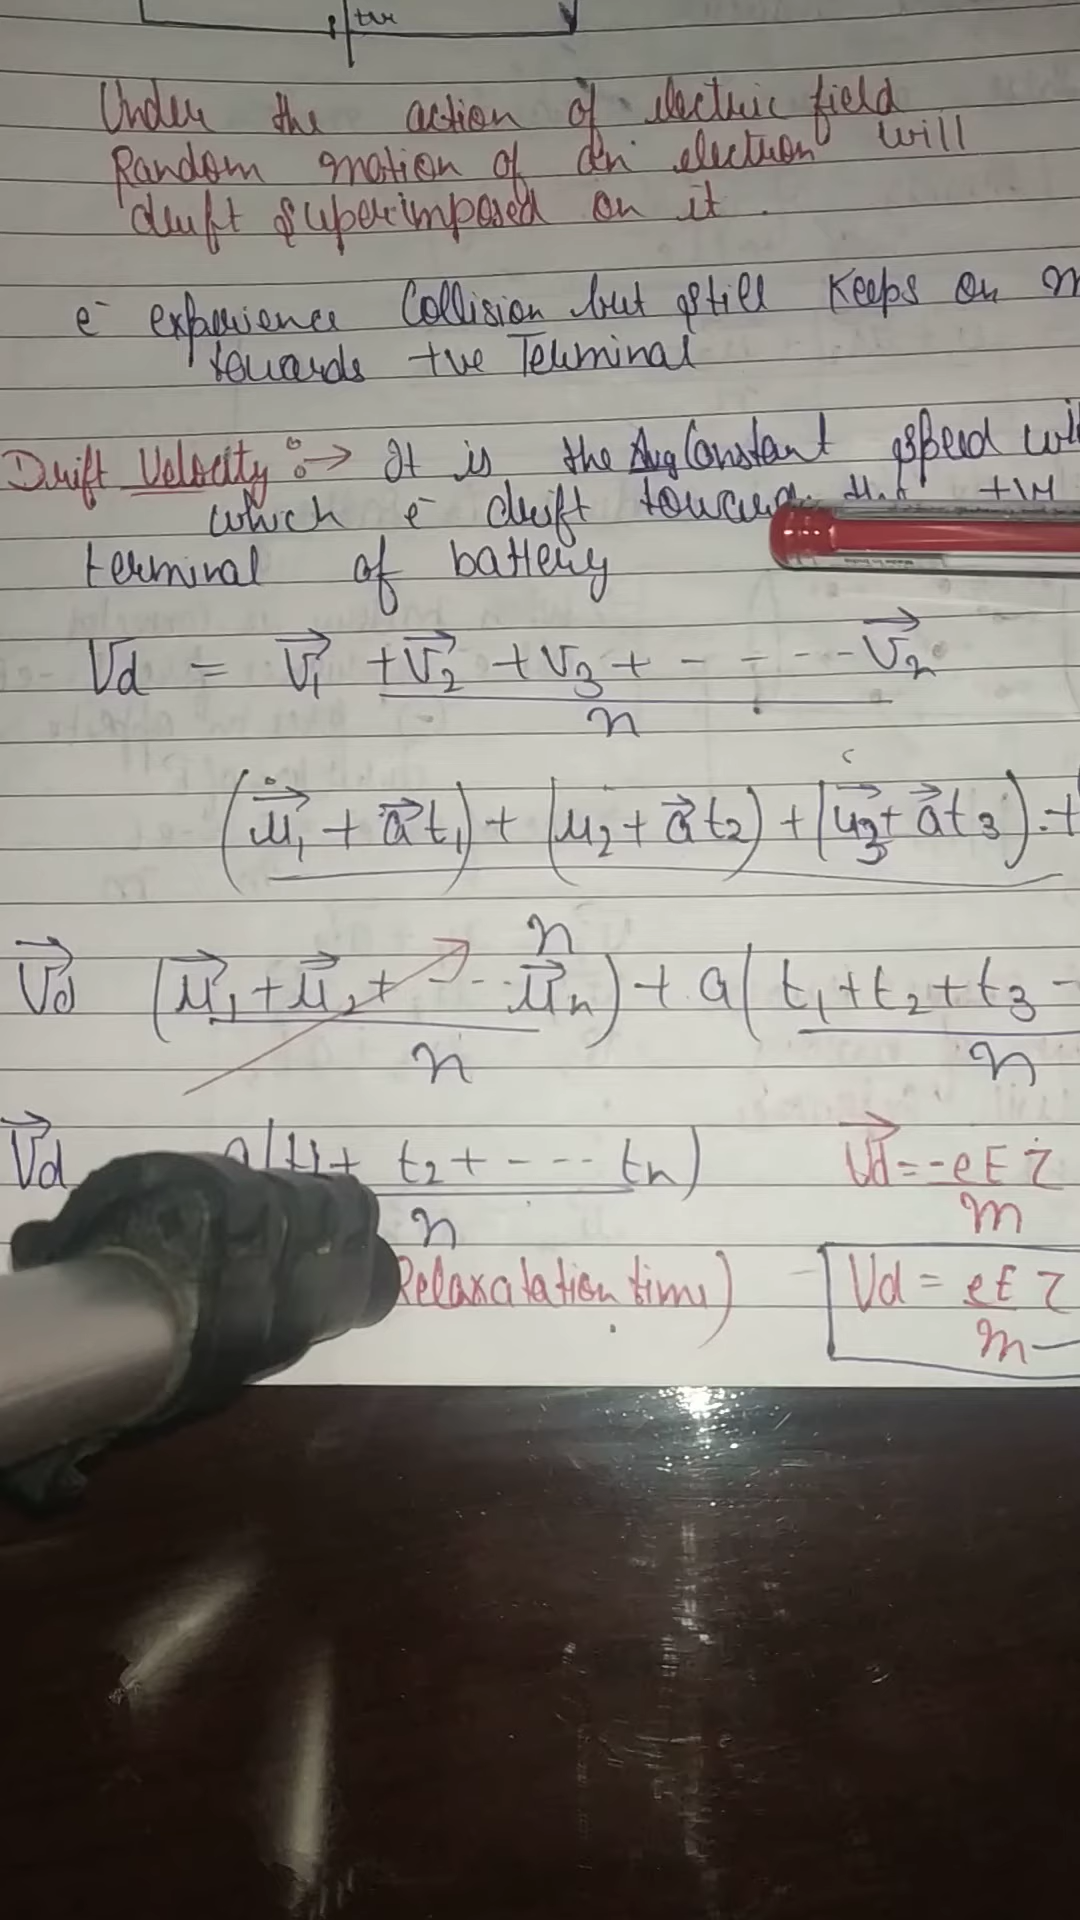 tve
Under the action of electric field
Random motion of an electron will
drift superimposed on it.
e⁻ experience Collision but still Keeps on
towards +ve Terminal
Drift Velocity :→ It is the Avg Constant speed
which e⁻ drift towards the +ve
terminal of battery
Vd = V⃗₁ + V⃗₂ + V₃ + - - - - - V⃗ₙ
n
(u⃗₁ + a⃗t₁) + (u₂ + a⃗t₂) + (u⃗₃ + a⃗t₃) . +
n
V⃗d (u⃗₁ + u⃗₂ + - - - u⃗ₙ) + a( t₁ + t₂ + t₃ -
n n
V⃗d a(t₁ + t₂ + - - - - tₙ) V⃗d = -eEτ
n m
Relaxatation time) Vd = eEτ
m